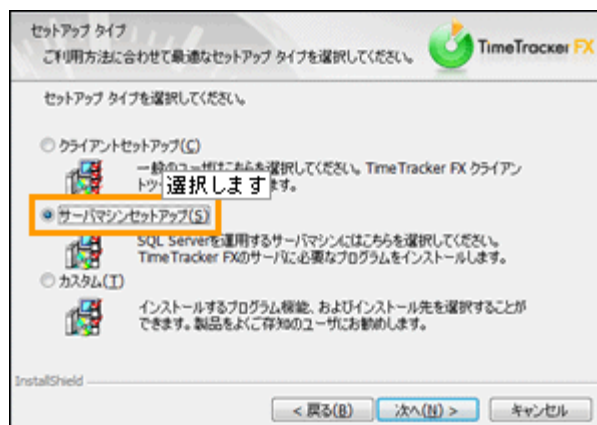 セットアップ タイプ
ご利用方法に合わせて最適なセットアップ タイプを選択してください。
TimeTracker FX
セットアップ タイプを選択してください。
クライアントセットアップ(C)
一般のユーザはこちらを選択してください。TimeTracker FX クライアン
トツ
ます。
選択します
サーバマシンセットアップ(S)
SQL Serverを運用するサーバマシンにはこちらを選択してください。
TimeTracker FXのサーバに必要なプログラムをインストールします。
カスタム(T)
インストールするプログラム機能、およびインストール先を選択することが
できます。製品をよくご存知のユーザにお勧めします。
InstallShield
< 戻る(B)
次へ(N) >
キャンセル